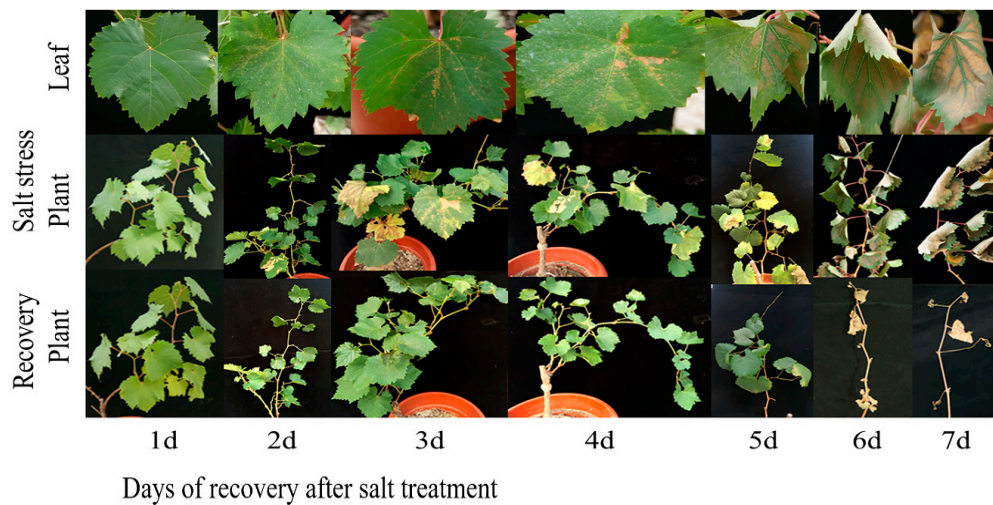 Leaf
Salt stress
Plant
Recovery
Plant
1d 2d 3d 4d 5d 6d 7d
Days of recovery after salt treatment